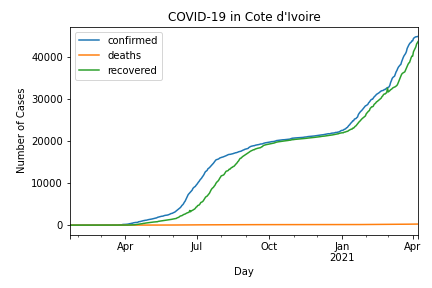 COVID-19 in Cote d'Ivoire
confirmed
deaths
recovered
Number of Cases
40000
30000
20000
10000
0
Apr
Jul
Oct
Jan
2021
Apr
Day